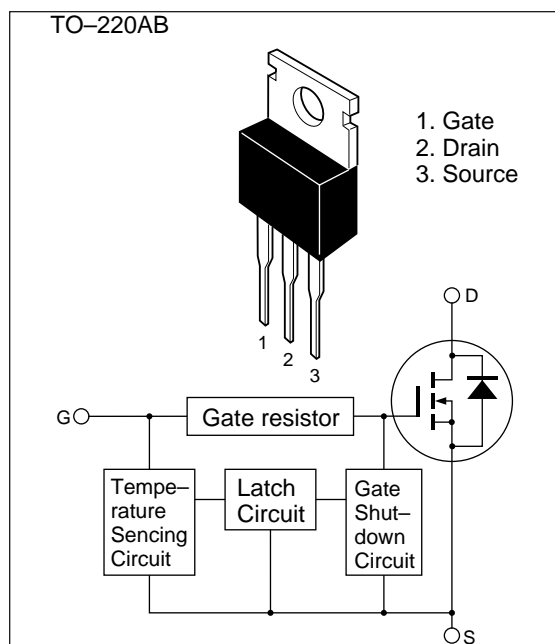 TO–220AB
1. Gate
2. Drain
3. Source
1
2
3
D
G
Gate resistor
Tempe–
rature
Sencing
Circuit
Latch
Circuit
Gate
Shut–
down
Circuit
S